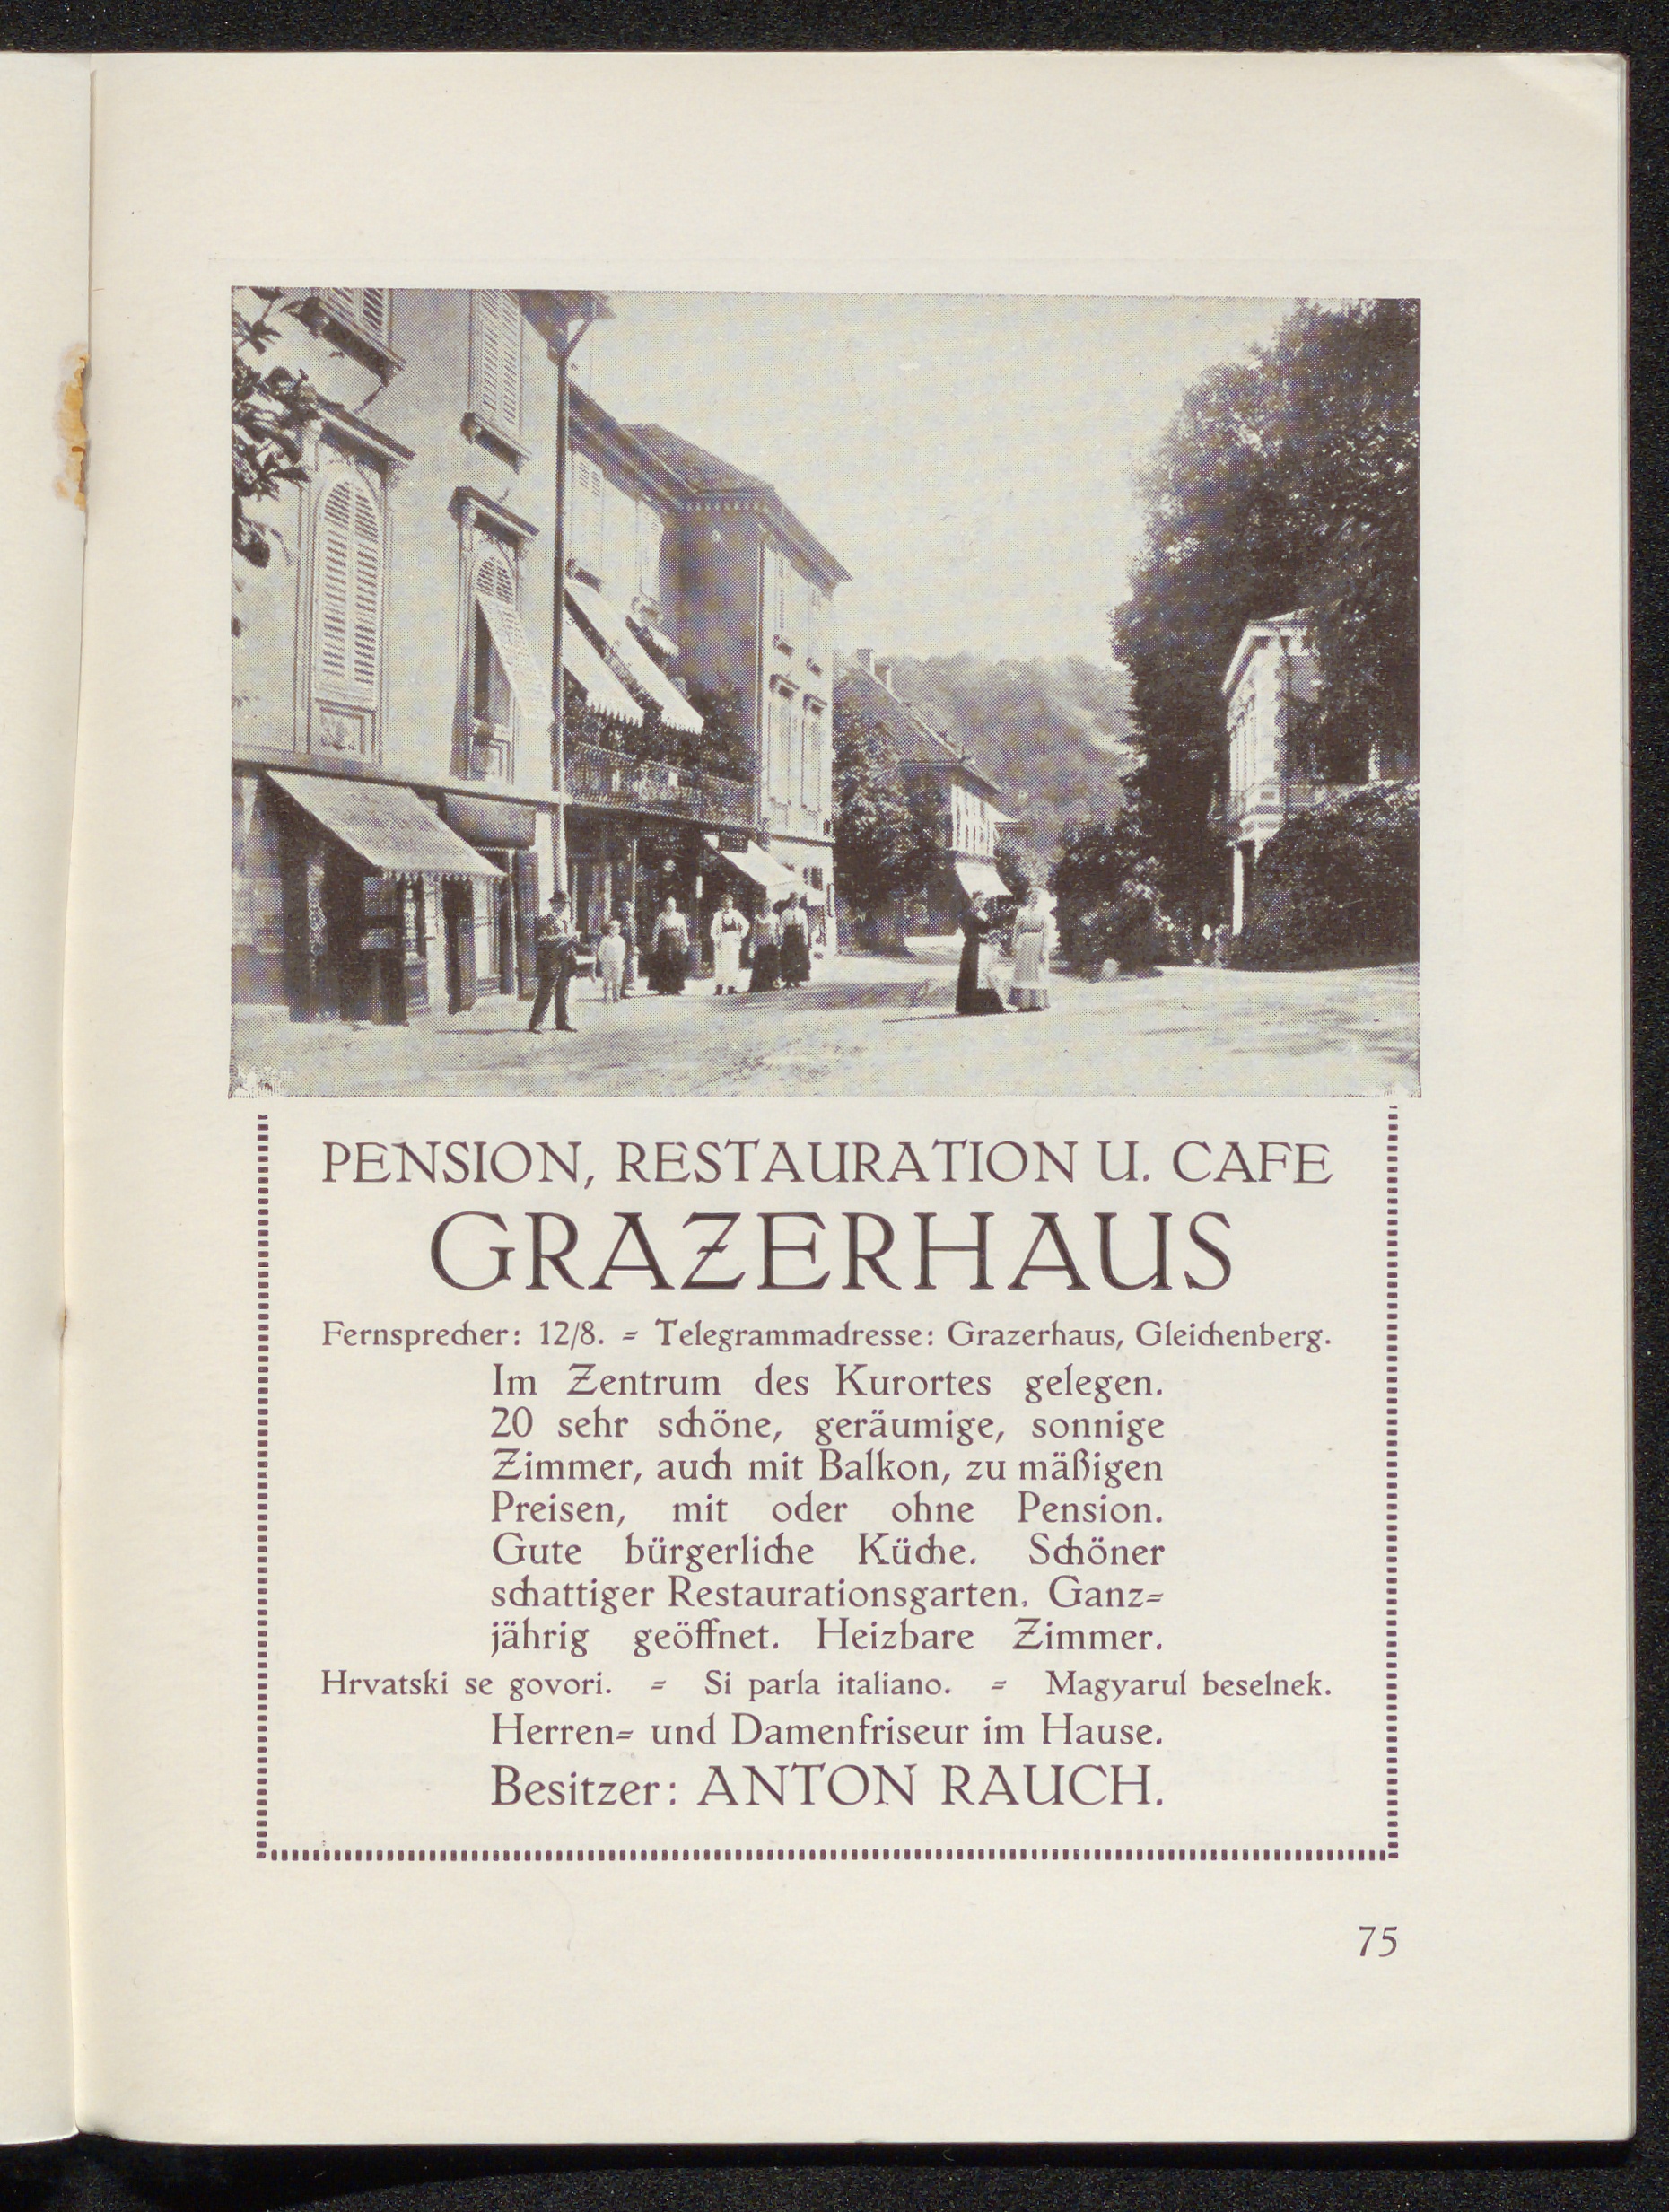 PENSION, RESTAURATION U. CAFE
GRAZERHAUS
Fernsprecher: 12/8. = Telegrammadresse: Grazerhaus, Gleichenberg.
Im Zentrum des Kurortes gelegen.
20 sehr schöne, geräumige, sonnige
Zimmer, auch mit Balkon, zu mäßigen
Preisen, mit oder ohne Pension.
Gute bürgerliche Küche. Schöner
schattiger Restaurationsgarten. Ganz=
jährig geöffnet. Heizbare Zimmer.
Hrvatski se govori. = Si parla italiano. = Magyarul beselnek.
Herren= und Damenfriseur im Hause.
Besitzer: ANTON RAUCH.
75